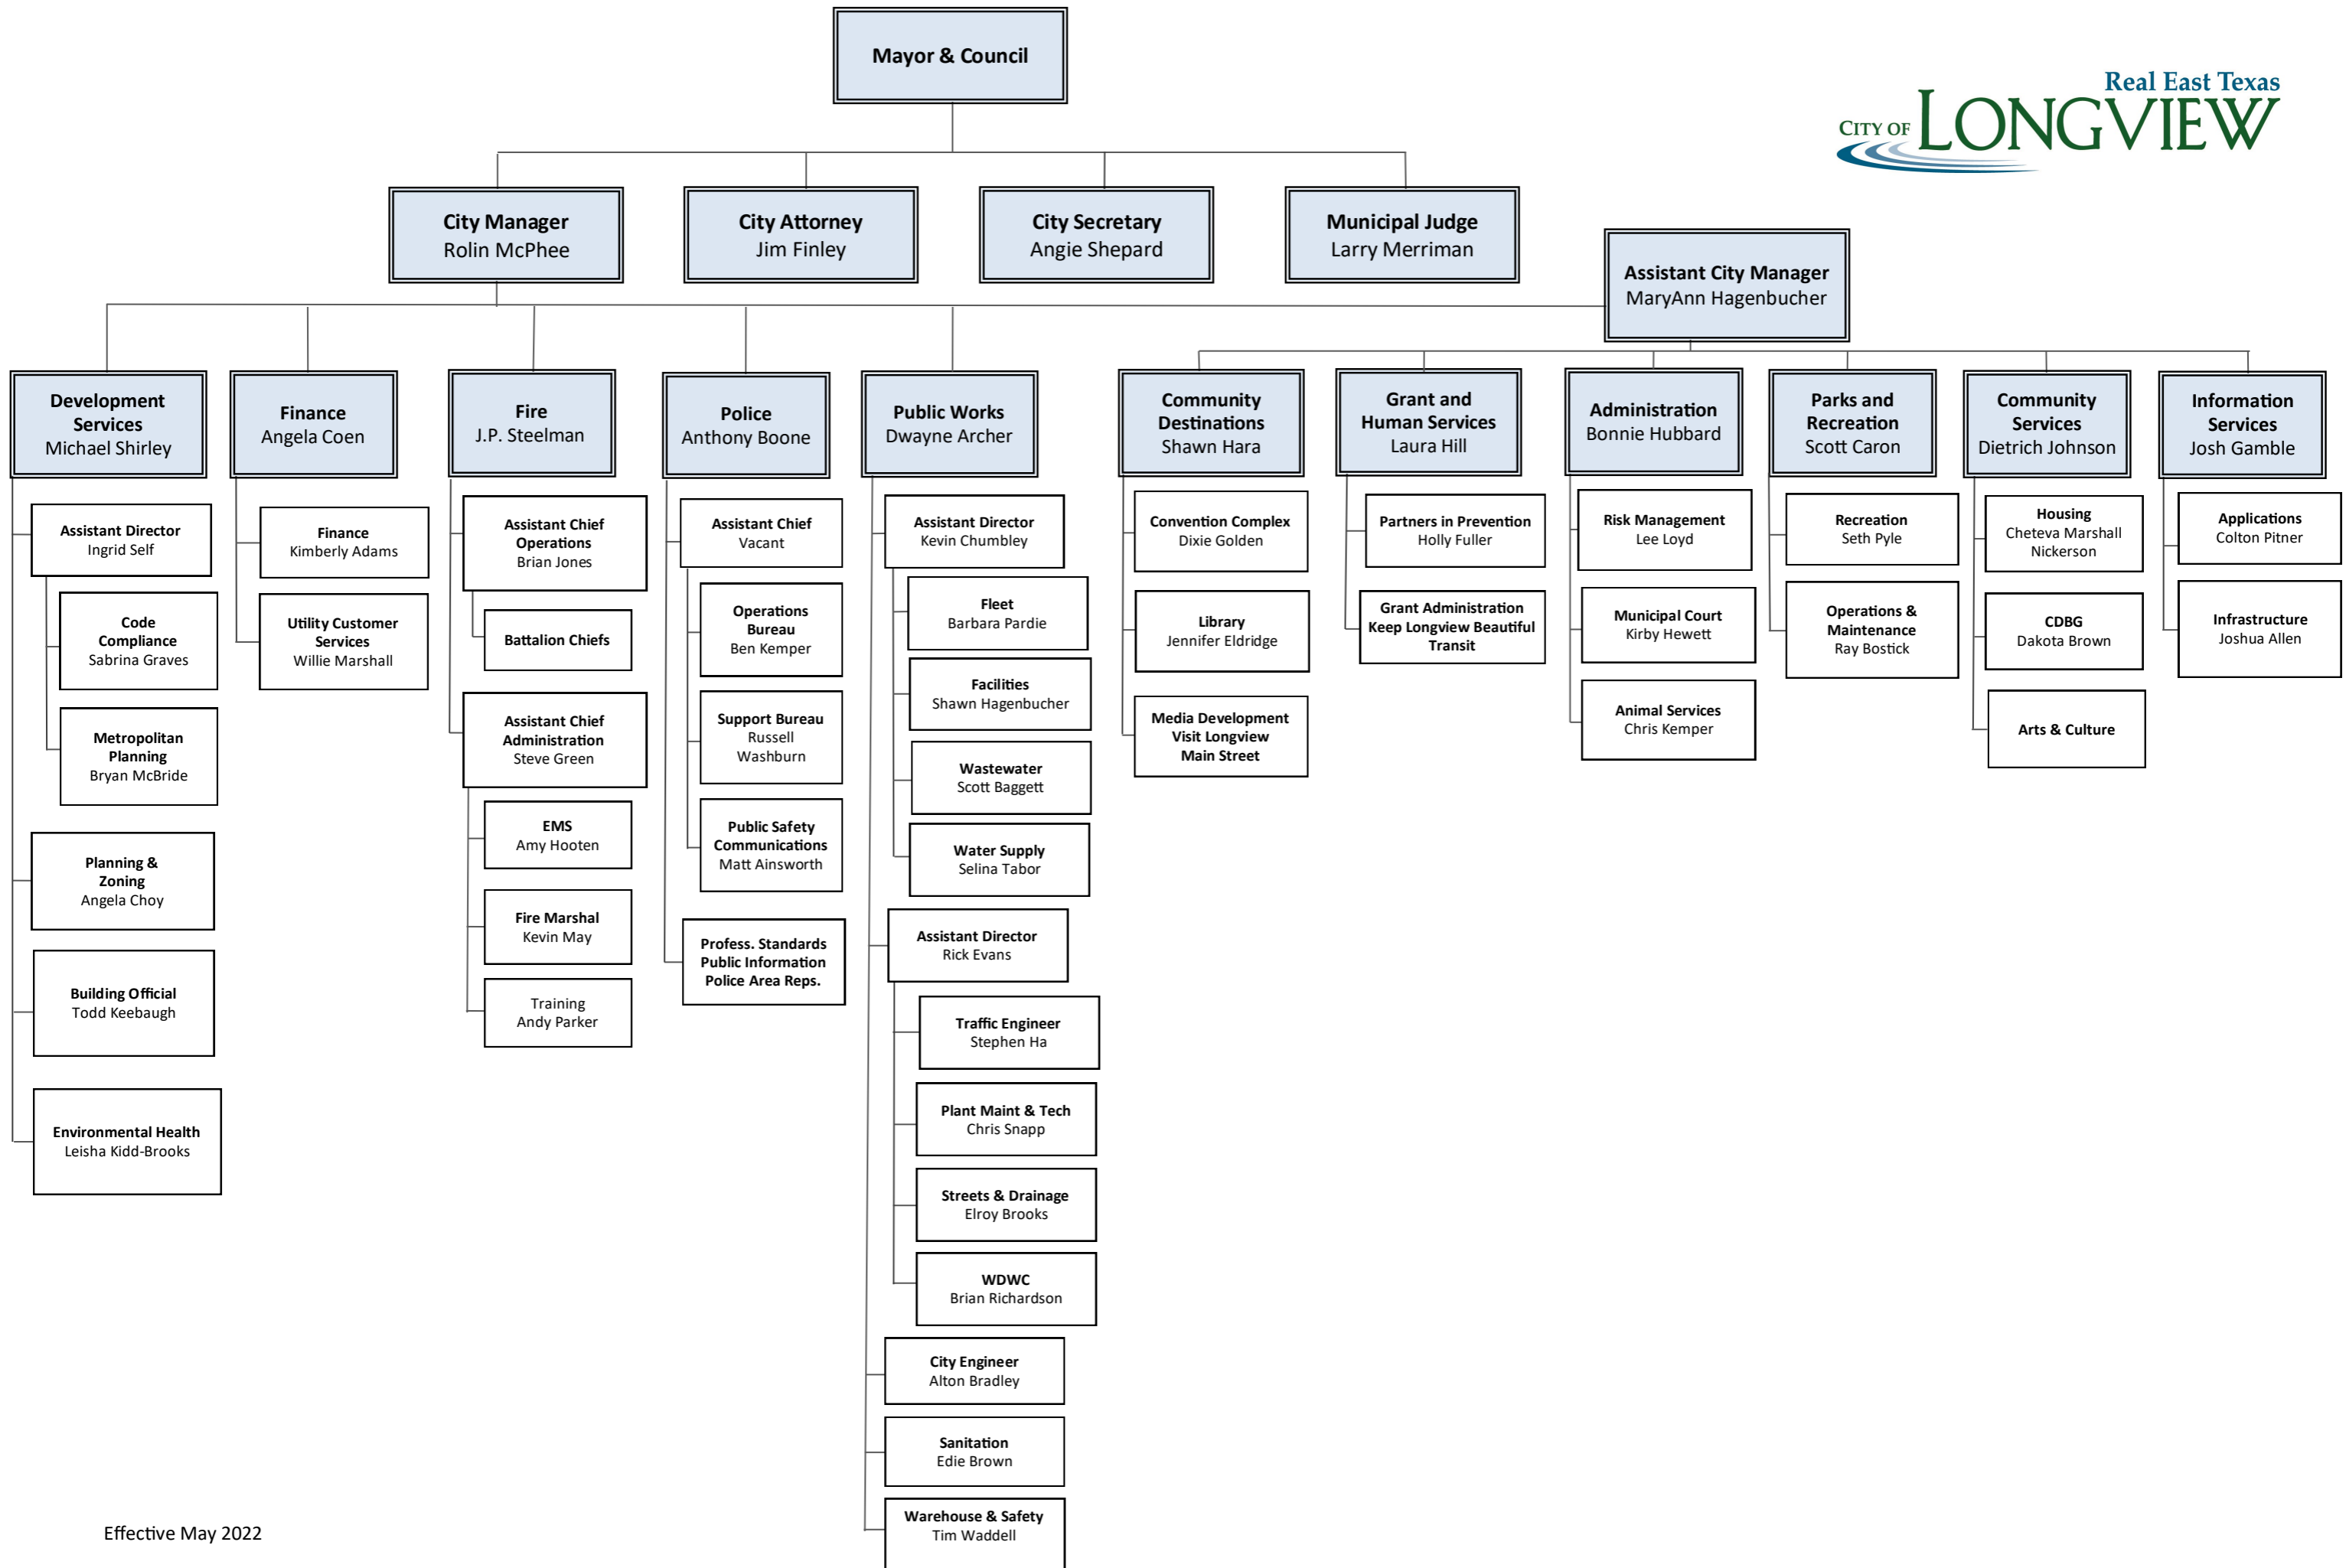 Mayor & Council
Real East Texas
CITY OF LONGVIEW
City Manager
Rolin McPhee
City Attorney
Jim Finley
City Secretary
Angie Shepard
Municipal Judge
Larry Merriman
Assistant City Manager
MaryAnn Hagenbucher
Development
Services
Michael Shirley
Finance
Angela Coen
Fire
J.P. Steelman
Police
Anthony Boone
Public Works
Dwayne Archer
Community
Destinations
Shawn Hara
Grant and
Human Services
Laura Hill
Administration
Bonnie Hubbard
Parks and
Recreation
Scott Caron
Community
Services
Dietrich Johnson
Information
Services
Josh Gamble
Assistant Director
Ingrid Self
Code
Compliance
Sabrina Graves
Metropolitan
Planning
Bryan McBride
Planning &
Zoning
Angela Choy
Building Official
Todd Keebaugh
Environmental Health
Leisha Kidd-Brooks
Finance
Kimberly Adams
Utility Customer
Services
Willie Marshall
Assistant Chief
Operations
Brian Jones
Battalion Chiefs
Assistant Chief
Administration
Steve Green
EMS
Amy Hooten
Fire Marshal
Kevin May
Training
Andy Parker
Assistant Chief
Vacant
Operations
Bureau
Ben Kemper
Support Bureau
Russell
Washburn
Public Safety
Communications
Matt Ainsworth
Profess. Standards
Public Information
Police Area Reps.
Assistant Director
Kevin Chumbley
Fleet
Barbara Pardie
Facilities
Shawn Hagenbucher
Wastewater
Scott Baggett
Water Supply
Selina Tabor
Assistant Director
Rick Evans
Traffic Engineer
Stephen Ha
Plant Maint & Tech
Chris Snapp
Streets & Drainage
Elroy Brooks
WDWC
Brian Richardson
City Engineer
Alton Bradley
Sanitation
Edie Brown
Warehouse & Safety
Tim Waddell
Convention Complex
Dixie Golden
Library
Jennifer Eldridge
Media Development
Visit Longview
Main Street
Partners in Prevention
Holly Fuller
Grant Administration
Keep Longview Beautiful
Transit
Risk Management
Lee Loyd
Municipal Court
Kirby Hewett
Animal Services
Chris Kemper
Recreation
Seth Pyle
Operations &
Maintenance
Ray Bostick
Housing
Cheteva Marshall
Nickerson
CDBG
Dakota Brown
Arts & Culture
Applications
Colton Pitner
Infrastructure
Joshua Allen
Effective May 2022